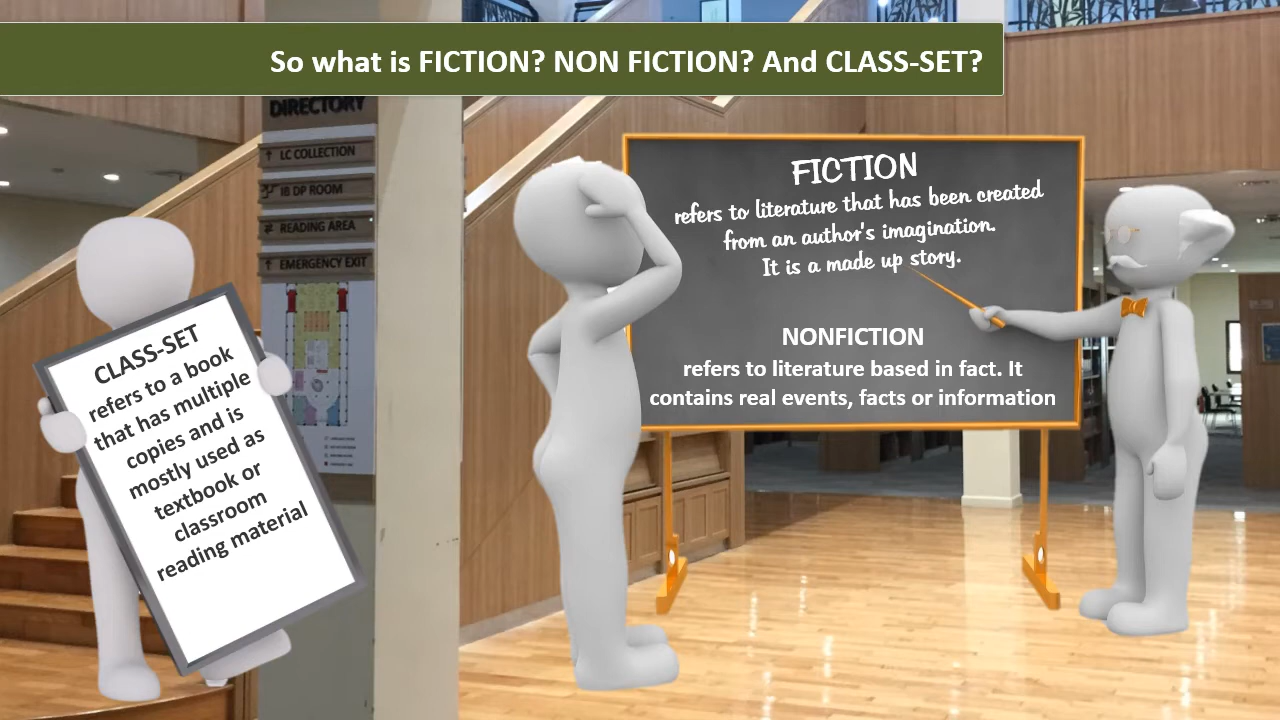 So what is FICTION? NON FICTION? And CLASS-SET?
DIRECTORY
↑ LC COLLECTION
IB DP ROOM
READING AREA
↑ EMERGENCY EXIT
CLASS-SET
refers to a book
that has multiple
copies and is
mostly used as
textbook or
classroom
reading material
FICTION
refers to literature that has been created
from an author's imagination.
It is a made up story.
NONFICTION
refers to literature based in fact. It
contains real events, facts or information